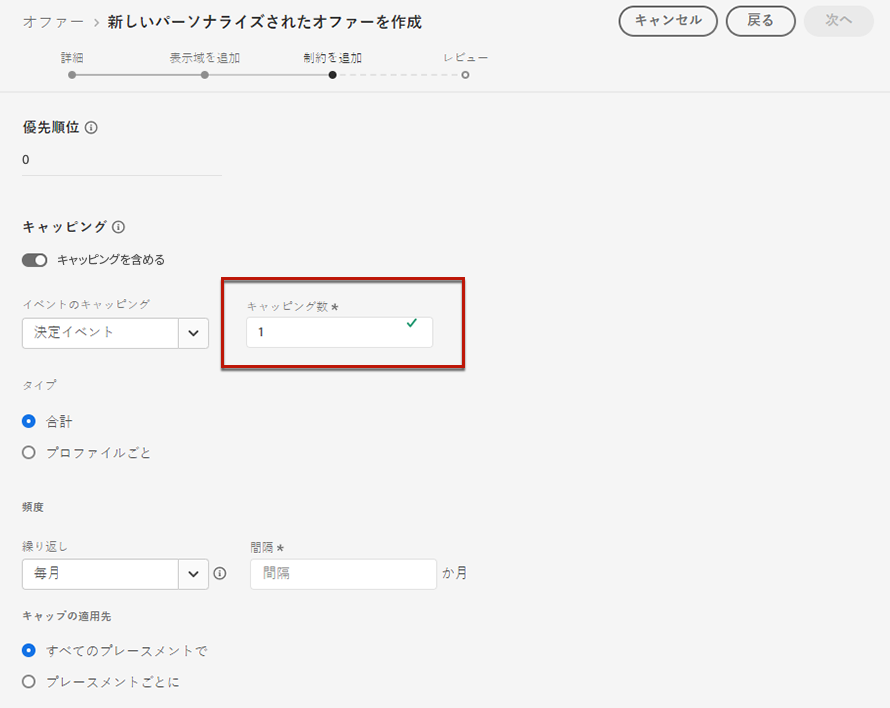 オファー > 新しいパーソナライズされたオファーを作成
キャンセル 戻る 次へ
詳細 表示域を追加 制約を追加 レビュー
優先順位
0
キャッピング
キャッピングを含める
イベントのキャッピング キャッピング数 *
決定イベント 1
タイプ
合計
プロファイルごと
頻度
繰り返し 間隔 *
毎月 間隔 か月
キャップの適用先
すべてのプレースメントで
プレースメントごとに